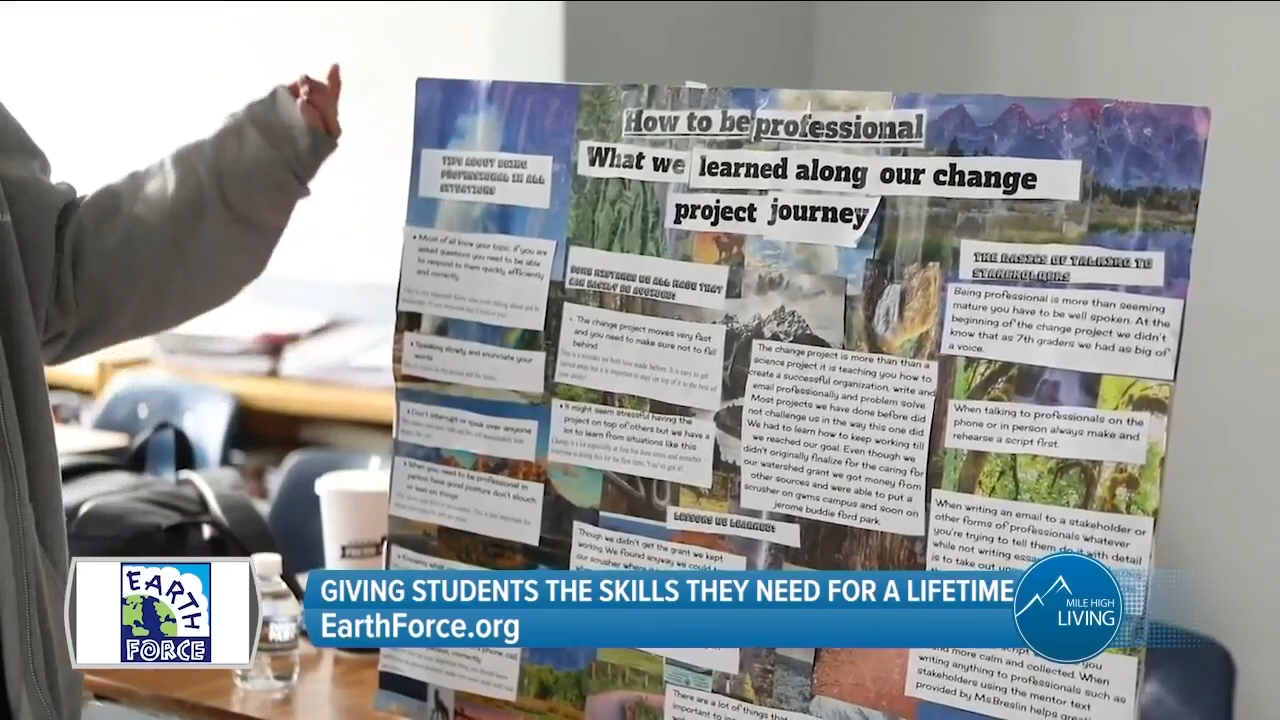 How to be professional
What we learned along our change
project journey
TIPS ABOUT BEING
PROFESSIONAL IN ALL
SITUATIONS
• Most of all know your topic, if you are
asked questions you need to be able
to respond to them quickly, efficiently
and correctly.
• Speaking slowly and enunciate your
words
• Don't interrupt or speak over anyone
• When you need to be professional in
person have good posture don't slouch
or lean on things
SOME MISTAKES WE ALL MADE THAT
CAN EASILY BE AVOIDED:
• The change project moves very fast
and you need to make sure not to fall
behind
• It might seem stressful having the
project on top of others but we have a
lot to learn from situations like this
LESSONS WE LEARNED:
Though we didn't get the grant we kept
working. We found anyway we could to
our scrusher
The change project is more than than a
science project it is teaching you how to
create a successful organization, write and
email professionally and problem solve.
Most projects we have done before did
not challenge us in the way this one did
We had to learn how to keep working till
we reached our goal. Even though we
didn't originally finalize for the caring for
our watershed grant we got money from
other sources and were able to put a
scrusher on gwms campus and soon on
jerome buddie ford park.
There are a lot of things
important to
THE BASICS OF TALKING TO
STAKEHOLDERS
Being professional is more than seeming
mature you have to be well spoken. At the
beginning of the change project we didn't
know that as 7th graders we had as big of
a voice.
When talking to professionals on the
phone or in person always make and
rehearse a script first.
When writing an email to a stakeholder or
other forms of professionals whatever
you're trying to tell them do it with detail
while not writing
is to take out
script you
more calm and collected. When
writing anything to professionals such as
stakeholders using the mentor text
provided by Ms.Breslin helps
EARTH
FORCE
GIVING STUDENTS THE SKILLS THEY NEED FOR A LIFETIME
EarthForce.org
MILE HIGH
LIVING